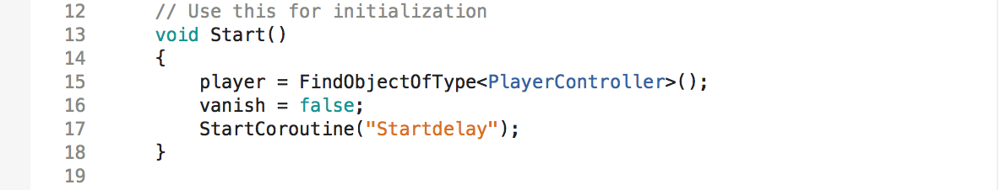 12 // Use this for initialization
13 void Start()
14 {
15 player = FindObjectOfType<PlayerController>();
16 vanish = false;
17 StartCoroutine("Startdelay");
18 }
19